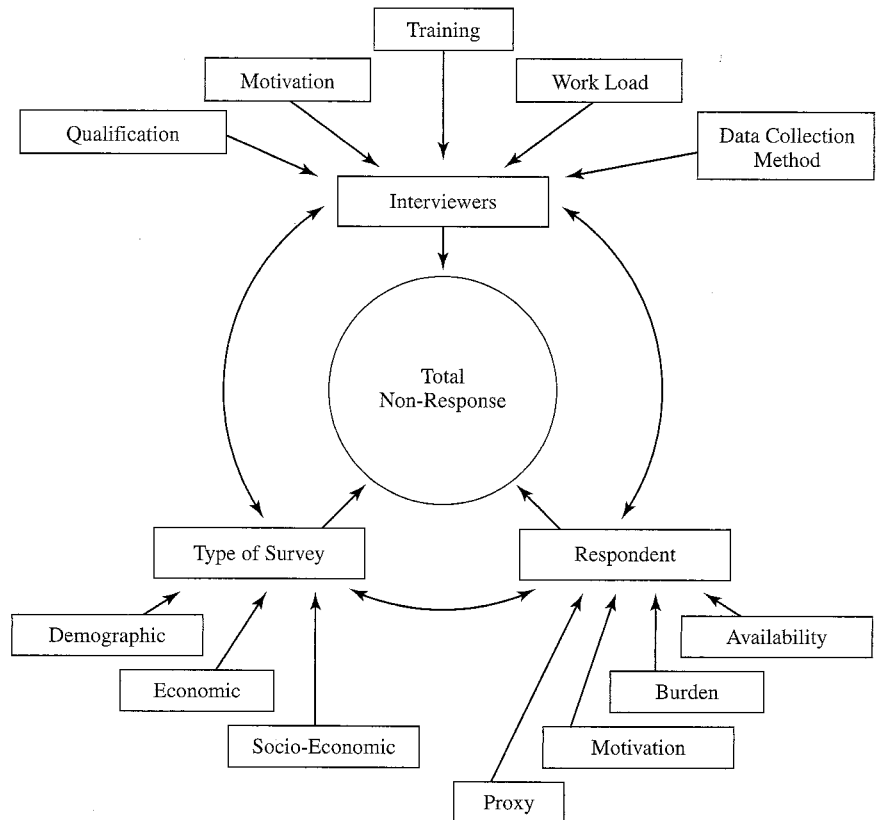 Training
Motivation
Work Load
Qualification
Data Collection
Method
Interviewers
Total
Non-Response
Type of Survey
Respondent
Demographic
Availability
Economic
Burden
Socio-Economic
Motivation
Proxy